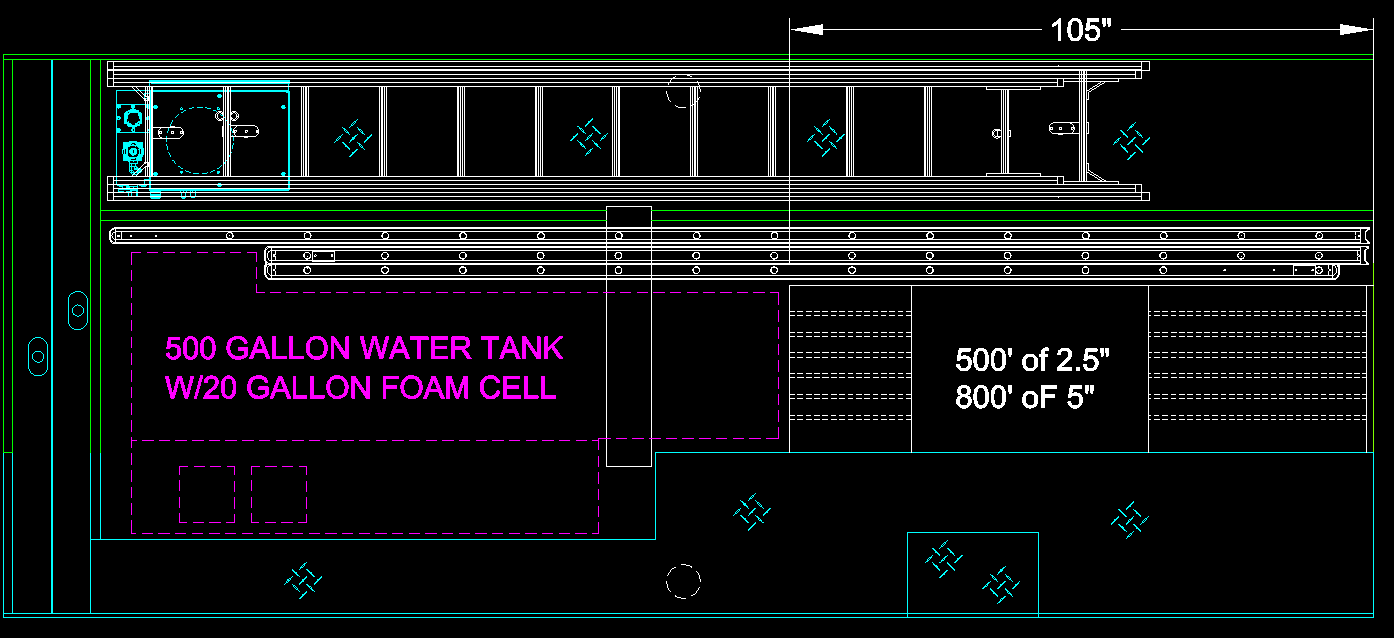 105"
500 GALLON WATER TANK
W/20 GALLON FOAM CELL
500' of 2.5"
800' oF 5"